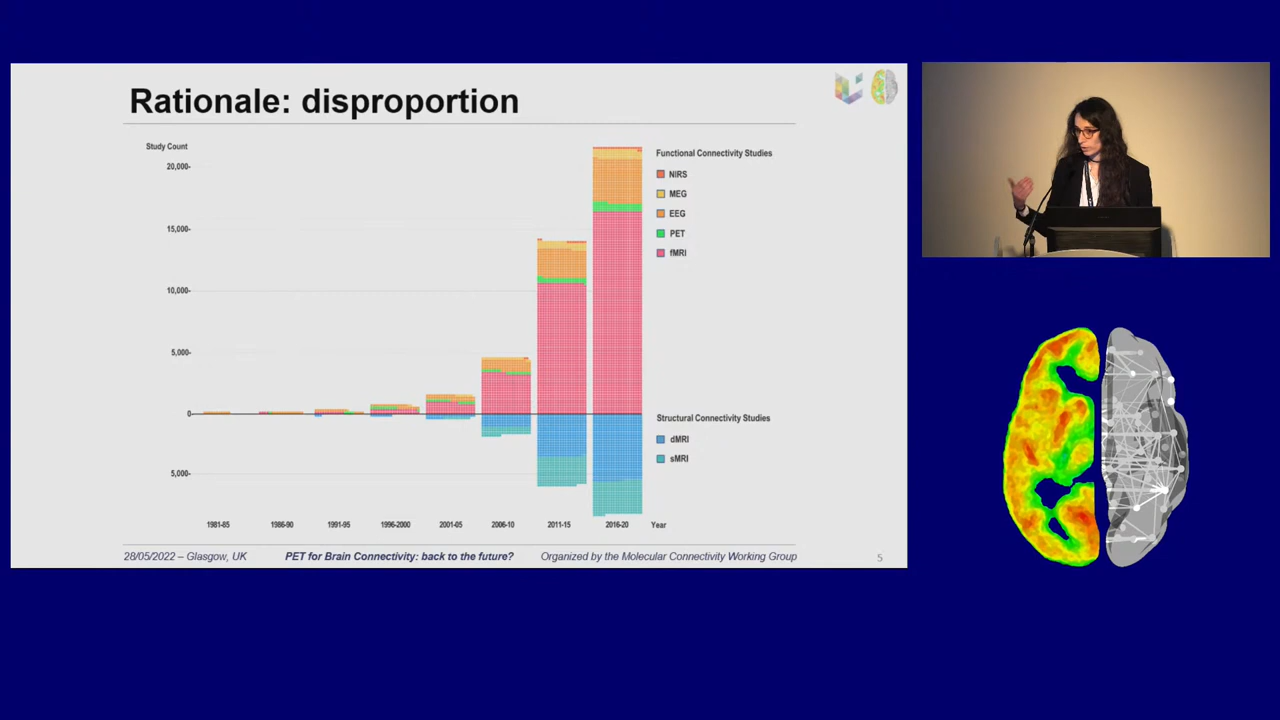 Rationale: disproportion
Study Count
20,000-
15,000-
10,000-
5,000-
0-
5,000-
Functional Connectivity Studies
NIRS
MEG
EEG
PET
fMRI
Structural Connectivity Studies
dMRI
sMRI
1981-85 1986-90 1991-95 1996-2000 2001-05 2006-10 2011-15 2016-20 Year
28/05/2022 – Glasgow, UK PET for Brain Connectivity: back to the future? Organized by the Molecular Connectivity Working Group 5